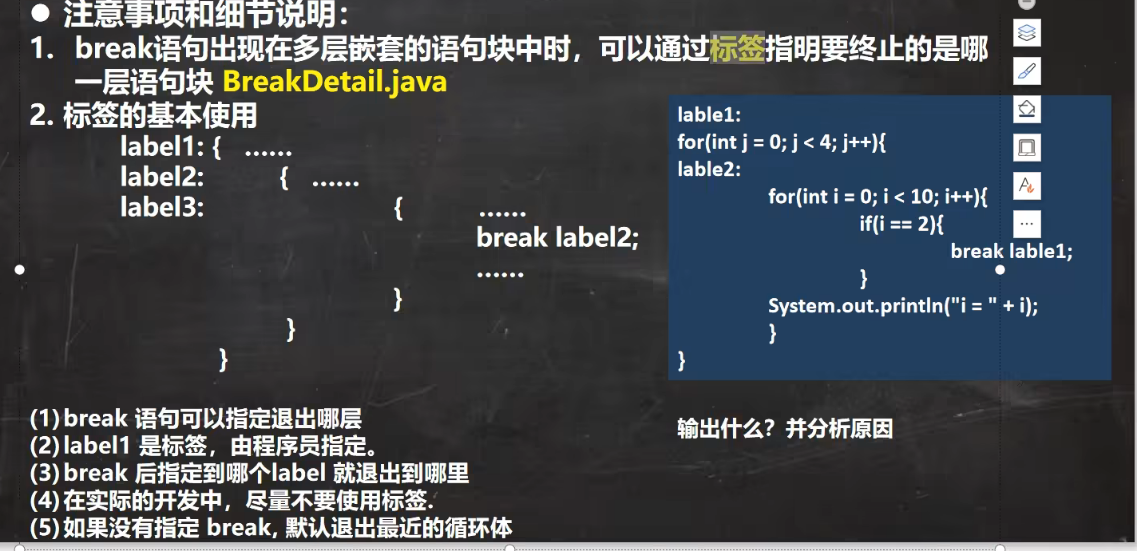 ● 注意事项和细节说明：
1. break语句出现在多层嵌套的语句块中时，可以通过标签指明要终止的是哪
一层语句块 BreakDetail.java
2. 标签的基本使用
label1: { ......
label2: { ......
label3: { ......
break label2;
......
}
}
}
(1) break 语句可以指定退出哪层
(2) label1 是标签，由程序员指定。
(3) break 后指定到哪个label 就退出到哪里
(4) 在实际的开发中，尽量不要使用标签.
(5) 如果没有指定 break, 默认退出最近的循环体
lable1:
for(int j = 0; j < 4; j++){
lable2:
for(int i = 0; i < 10; i++){
if(i == 2){
break lable1;
}
System.out.println("i = " + i);
}
}
输出什么？并分析原因